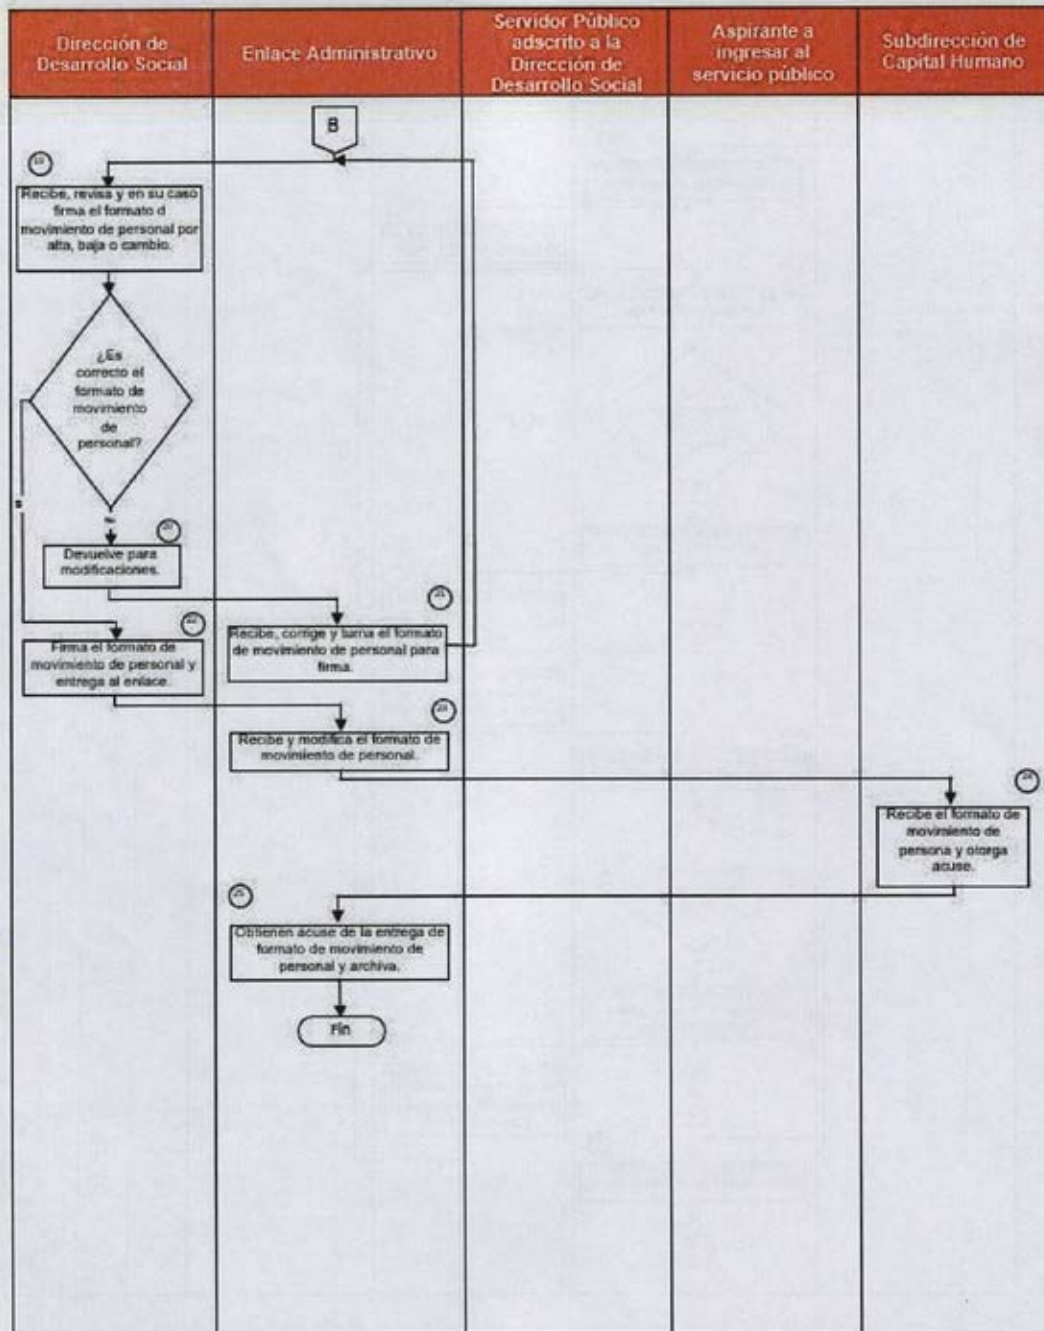 Dirección de
Desarrollo Social
Enlace Administrativo
Servidor Público
adscrito a la
Dirección de
Desarrollo Social
Aspirante a
ingresar al
servicio público
Subdirección de
Capital Humano
B
Recibe, revisa y en su caso
firma el formato d
movimiento de personal por
alta, baja o cambio.
¿Es
correcto el
formato de
movimiento
de
personal?
No
Devuelve para
modificaciones.
Recibe, corrige y turna el formato
de movimiento de personal para
firma.
Firma el formato de
movimiento de personal y
entrega al enlace.
Recibe y modifica el formato de
movimiento de personal.
Recibe el formato de
movimiento de
persona y otorga
acuse.
Obtienen acuse de la entrega de
formato de movimiento de
personal y archiva.
Fin